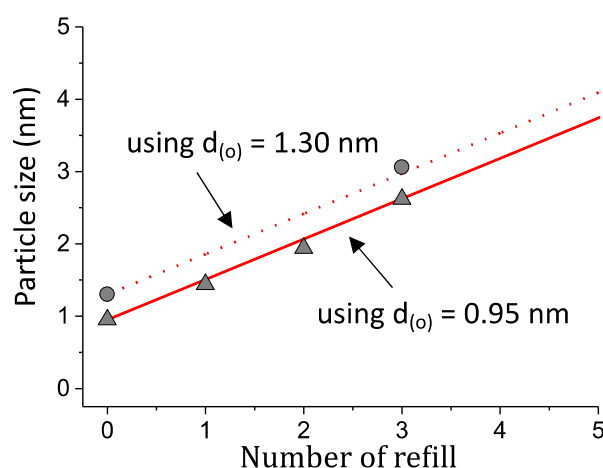 5
4
3
2
1
0
Particle size (nm)
using d(o) = 1.30 nm
using d(o) = 0.95 nm
0 1 2 3 4 5
Number of refill